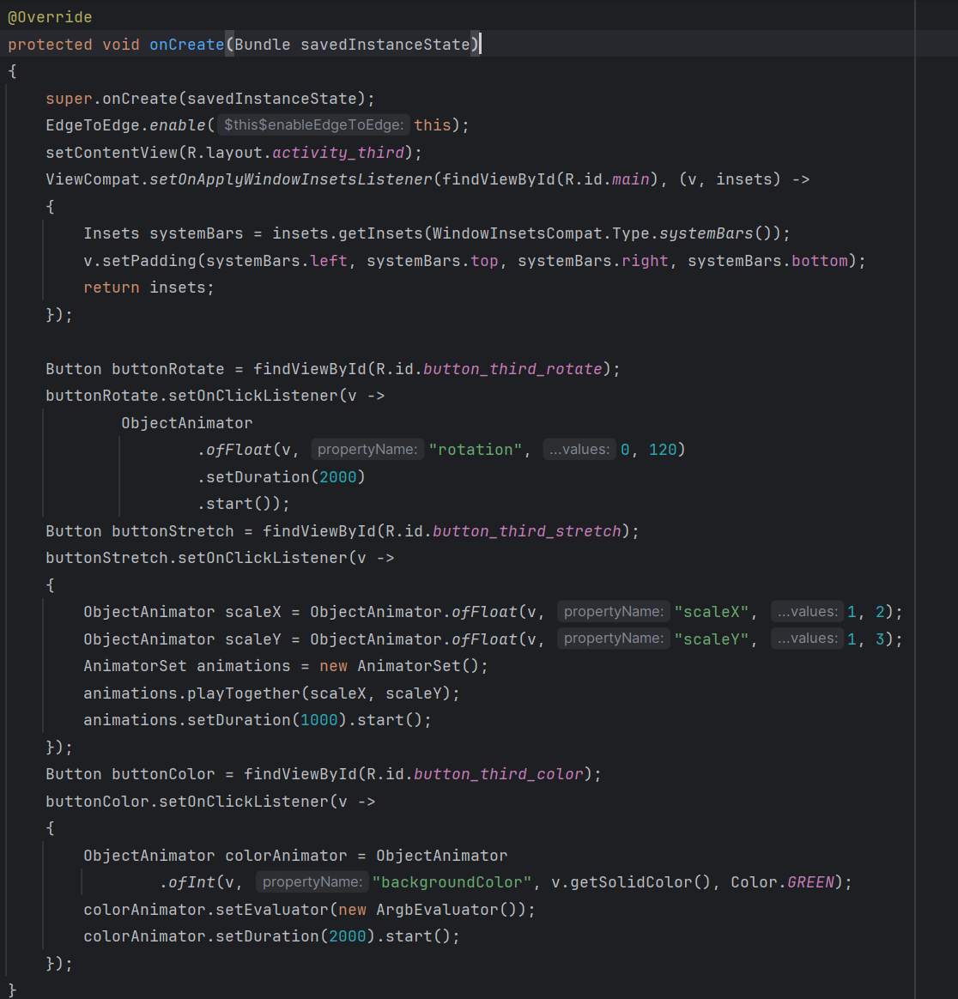 @Override
protected void onCreate(Bundle savedInstanceState)
{
    super.onCreate(savedInstanceState);
    EdgeToEdge.enable( $this$enableEdgeToEdge: this);
    setContentView(R.layout.activity_third);
    ViewCompat.setOnApplyWindowInsetsListener(findViewById(R.id.main), (v, insets) ->
    {
        Insets systemBars = insets.getInsets(WindowInsetsCompat.Type.systemBars());
        v.setPadding(systemBars.left, systemBars.top, systemBars.right, systemBars.bottom);
        return insets;
    });

    Button buttonRotate = findViewById(R.id.button_third_rotate);
    buttonRotate.setOnClickListener(v ->
            ObjectAnimator
                    .ofFloat(v, propertyName: "rotation", ...values: 0, 120)
                    .setDuration(2000)
                    .start());
    Button buttonStretch = findViewById(R.id.button_third_stretch);
    buttonStretch.setOnClickListener(v ->
    {
        ObjectAnimator scaleX = ObjectAnimator.ofFloat(v, propertyName: "scaleX", ...values: 1, 2);
        ObjectAnimator scaleY = ObjectAnimator.ofFloat(v, propertyName: "scaleY", ...values: 1, 3);
        AnimatorSet animations = new AnimatorSet();
        animations.playTogether(scaleX, scaleY);
        animations.setDuration(1000).start();
    });
    Button buttonColor = findViewById(R.id.button_third_color);
    buttonColor.setOnClickListener(v ->
    {
        ObjectAnimator colorAnimator = ObjectAnimator
                .ofInt(v, propertyName: "backgroundColor", v.getSolidColor(), Color.GREEN);
        colorAnimator.setEvaluator(new ArgbEvaluator());
        colorAnimator.setDuration(2000).start();
    });
}